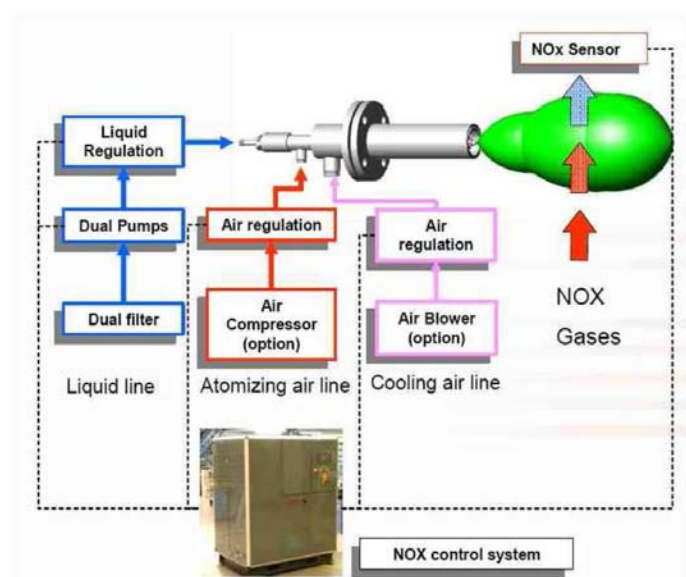 NOx Sensor
Liquid
Regulation
Dual Pumps
Air regulation
Air
regulation
Dual filter
Air
Compressor
(option)
Air Blower
(option)
NOX
Gases
Liquid line
Atomizing air line
Cooling air line
NOX control system